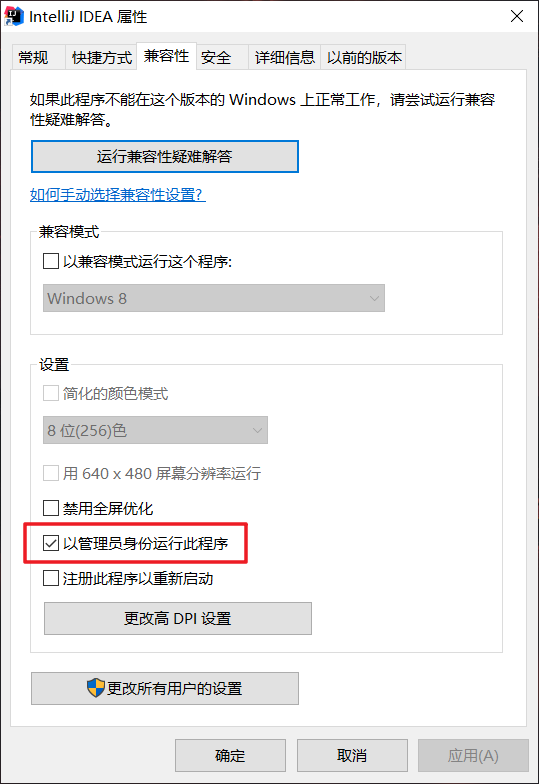 IntelliJ IDEA 属性
常规
快捷方式
兼容性
安全
详细信息
以前的版本
如果此程序不能在这个版本的 Windows 上正常工作，请尝试运行兼容
性疑难解答。
运行兼容性疑难解答
如何手动选择兼容性设置?
兼容模式
以兼容模式运行这个程序:
Windows 8
设置
简化的颜色模式
8 位(256)色
用 640 x 480 屏幕分辨率运行
禁用全屏优化
以管理员身份运行此程序
注册此程序以重新启动
更改高 DPI 设置
更改所有用户的设置
确定
取消
应用(A)